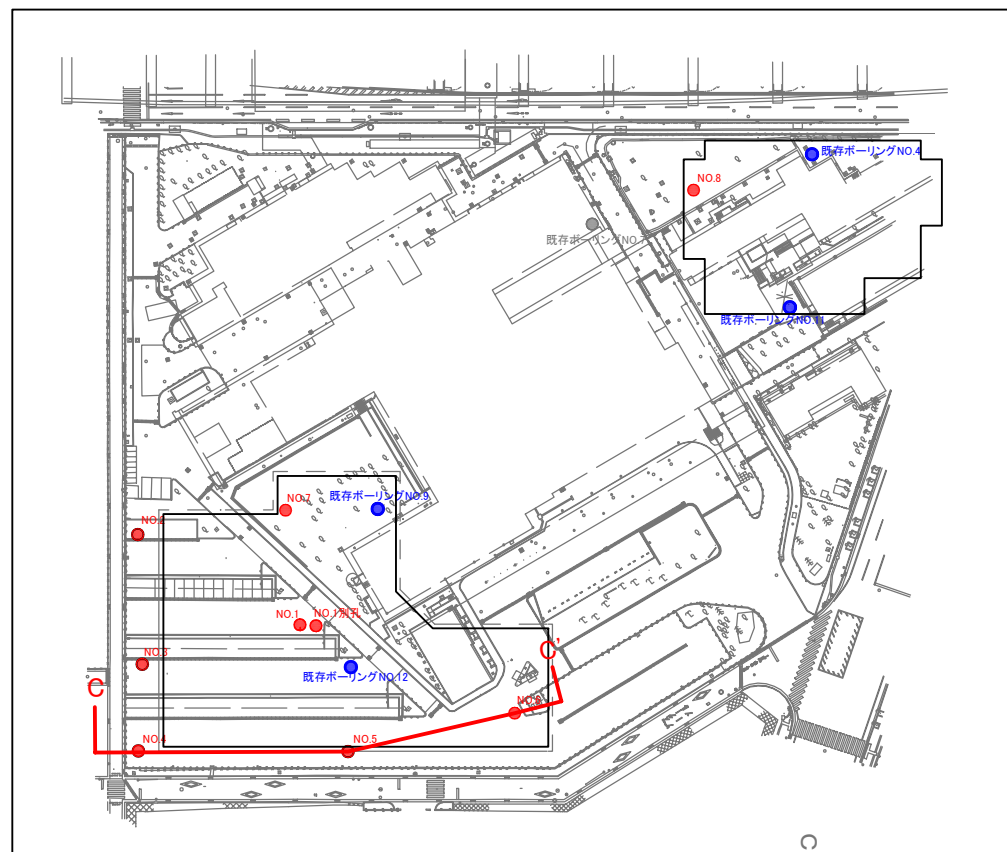 既存ボーリングNO.4
NO.8
既存ボーリングNO.7
既存ボーリングNO.11
NO.7
既存ボーリングNO.9
NO.2
NO.1
NO.1別孔
NO.3
既存ボーリングNO.12
C
C'
NO.6
NO.4
NO.5
C